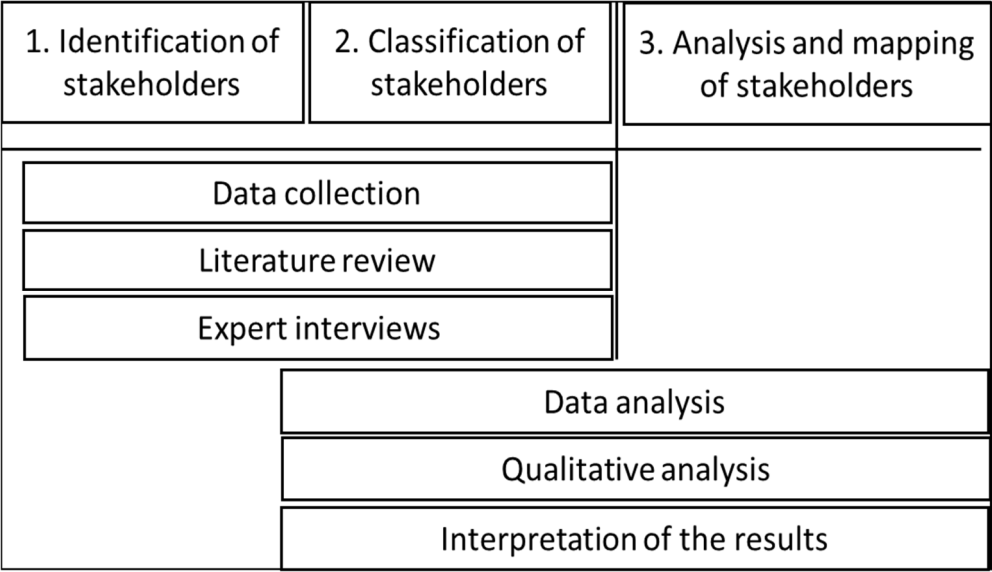 1. Identification of
stakeholders
2. Classification of
stakeholders
3. Analysis and mapping
of stakeholders
Data collection
Literature review
Expert interviews
Data analysis
Qualitative analysis
Interpretation of the results